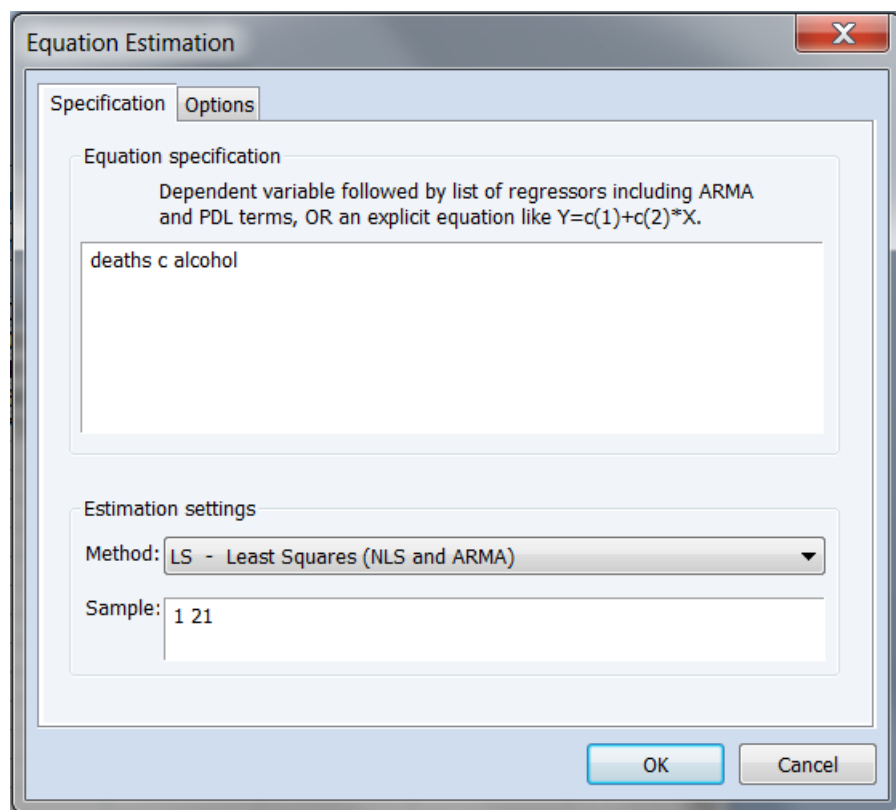 Equation Estimation
Specification
Options
Equation specification
Dependent variable followed by list of regressors including ARMA
and PDL terms, OR an explicit equation like Y=c(1)+c(2)*X.
deaths c alcohol
Estimation settings
Method:
LS - Least Squares (NLS and ARMA)
Sample:
1 21
OK
Cancel